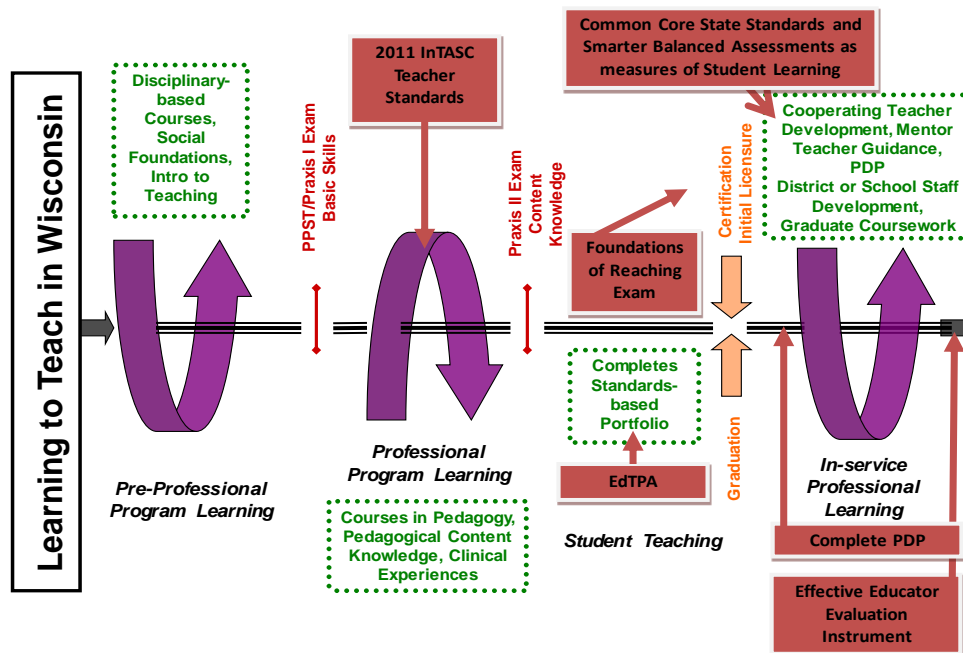 Learning to Teach in Wisconsin
Disciplinary-
based
Courses,
Social
Foundations,
Intro to
Teaching
Pre-Professional
Program Learning
PPST/Praxis I Exam
Basic Skills
2011 InTASC
Teacher
Standards
Professional
Program Learning
Courses in Pedagogy,
Pedagogical Content
Knowledge, Clinical
Experiences
Praxis II Exam
Content
Knowledge
Common Core State Standards and
Smarter Balanced Assessments as
measures of Student Learning
Foundations
of Reaching
Exam
Completes
Standards-
based
Portfolio
EdTPA
Student Teaching
Certification
Initial Licensure
Graduation
Cooperating Teacher
Development, Mentor
Teacher Guidance,
PDP
District or School Staff
Development,
Graduate Coursework
In-service
Professional
Learning
Complete PDP
Effective Educator
Evaluation
Instrument